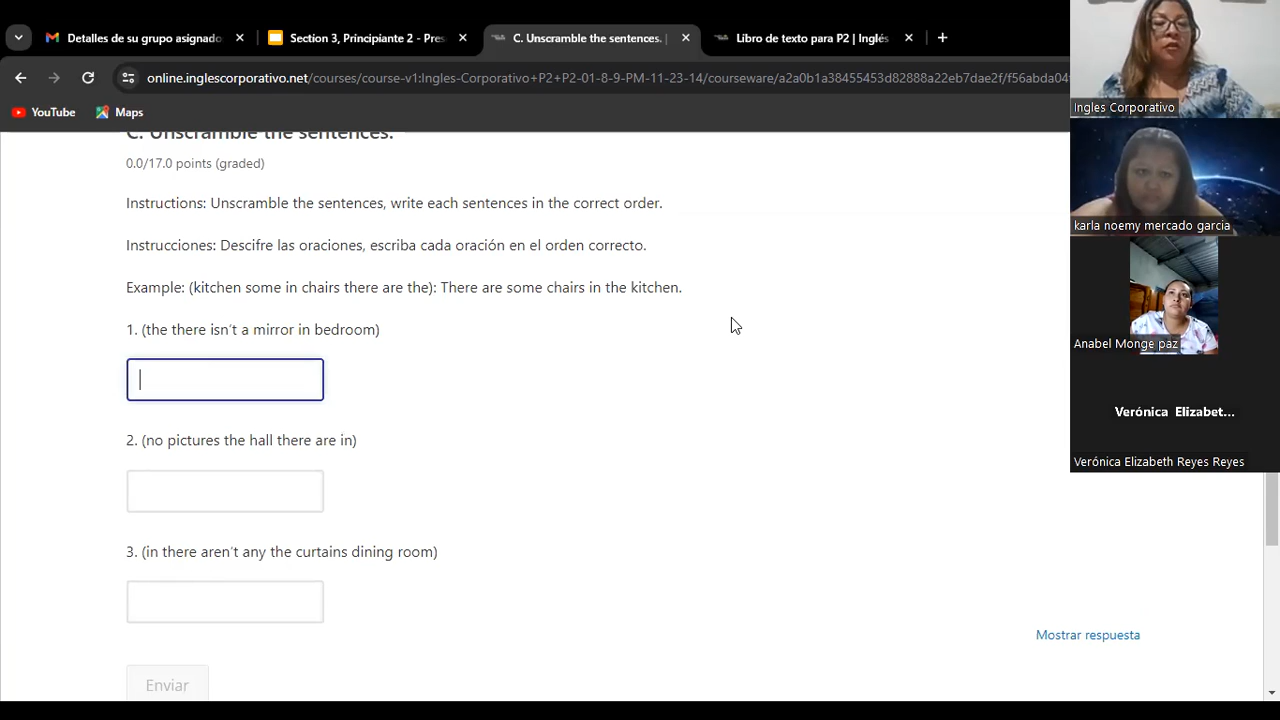 Detalles de su grupo asignado
Section 3, Principiante 2 - Pres
C. Unscramble the sentences. |
Libro de texto para P2 | Inglés
online.inglescorporativo.net/courses/course-v1:Ingles-Corporativo+P2+P2-01-8-9-PM-11-23-14/courseware/a2a0b1a38455453d82888a22eb7dae2f/f56abda04
YouTube
Maps
C. Unscramble the sentences.
0.0/17.0 points (graded)
Instructions: Unscramble the sentences, write each sentences in the correct order.
Instrucciones: Descifre las oraciones, escriba cada oración en el orden correcto.
Example: (kitchen some in chairs there are the): There are some chairs in the kitchen.
1. (the there isn't a mirror in bedroom)
2. (no pictures the hall there are in)
3. (in there aren't any the curtains dining room)
Mostrar respuesta
Enviar
Ingles Corporativo
karla noemy mercado garcia
Anabel Monge paz
Verónica Elizabet...
Verónica Elizabeth Reyes Reyes